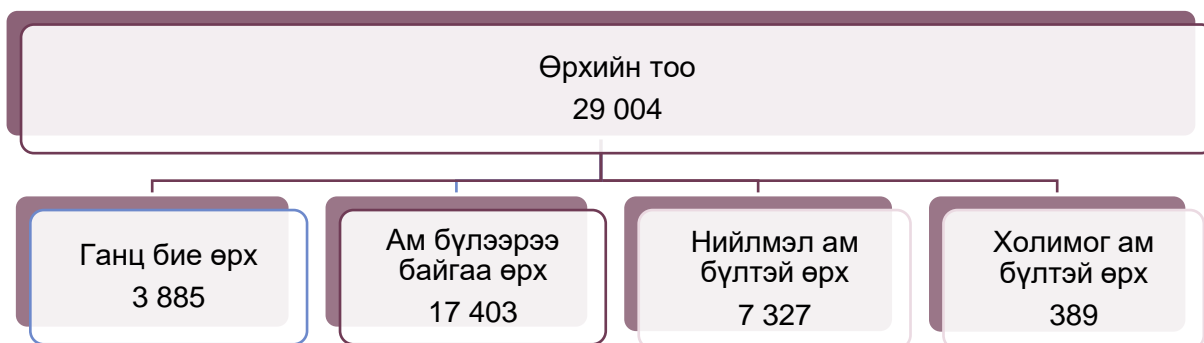 Өрхийн тоо
29 004
Ганц бие өрх
3 885
Ам бүлээрээ
байгаа өрх
17 403
Нийлмэл ам
бүлтэй өрх
7 327
Холимог ам
бүлтэй өрх
389